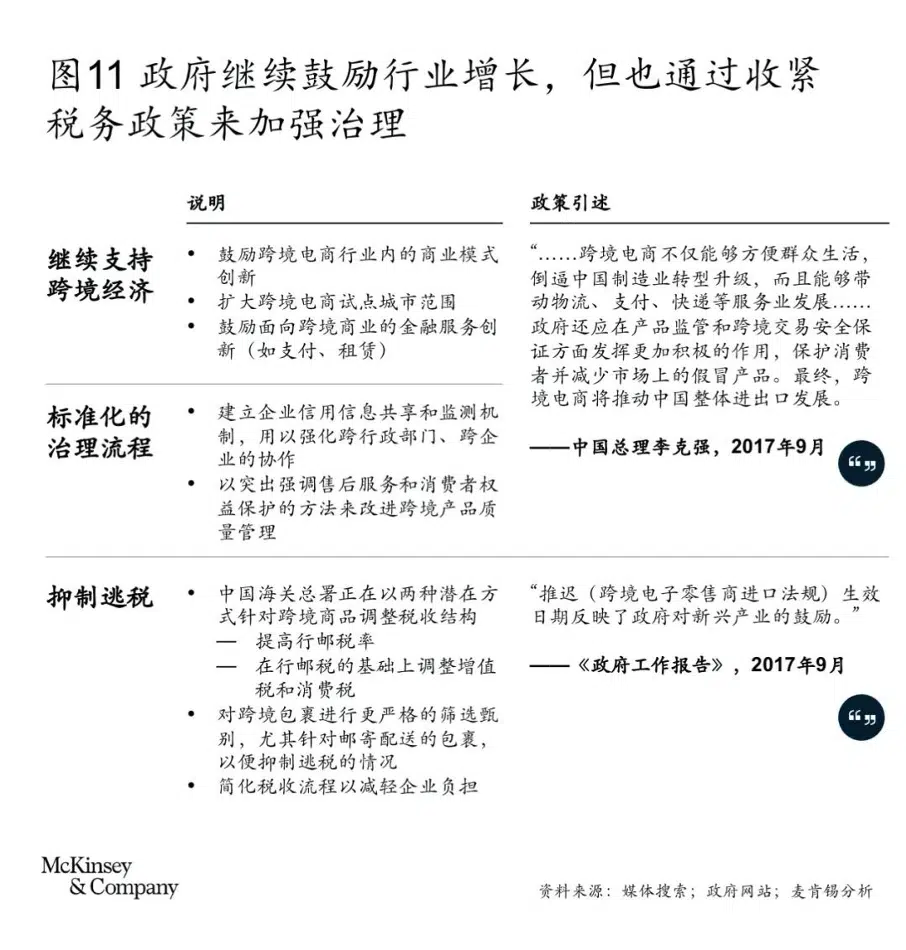 图11 政府继续鼓励行业增长，但也通过收紧
税务政策来加强治理
说明
政策引述
继续支持
跨境经济
• 鼓励跨境电商行业内的商业模式
创新
• 扩大跨境电商试点城市范围
• 鼓励面向跨境商业的金融服务创
新（如支付、租赁）
“……跨境电商不仅能够方便群众生活，
倒逼中国制造业转型升级，而且能够带
动物流、支付、快递等服务业发展……
政府还应在产品监管和跨境交易安全保
证方面发挥更加积极的作用，保护消费
者并减少市场上的假冒产品。最终，跨
境电商将推动中国整体进出口发展。
——中国总理李克强，2017年9月
标准化的
治理流程
• 建立企业信用信息共享和监测机
制，用以强化跨行政部门、跨企
业的协作
• 以突出强调售后服务和消费者权
益保护的方法来改进跨境产品质
量管理
抑制逃税
• 中国海关总署正在以两种潜在方
式针对跨境商品调整税收结构
— 提高行邮税率
— 在行邮税的基础上调整增值
税和消费税
• 对跨境包裹进行更严格的筛选甄
别，尤其针对邮寄配送的包裹，
以便抑制逃税的情况
• 简化税收流程以减轻企业负担
“推迟（跨境电子零售商进口法规）生效
日期反映了政府对新兴产业的鼓励。”
——《政府工作报告》，2017年9月
McKinsey
& Company
资料来源：媒体搜索；政府网站；麦肯锡分析